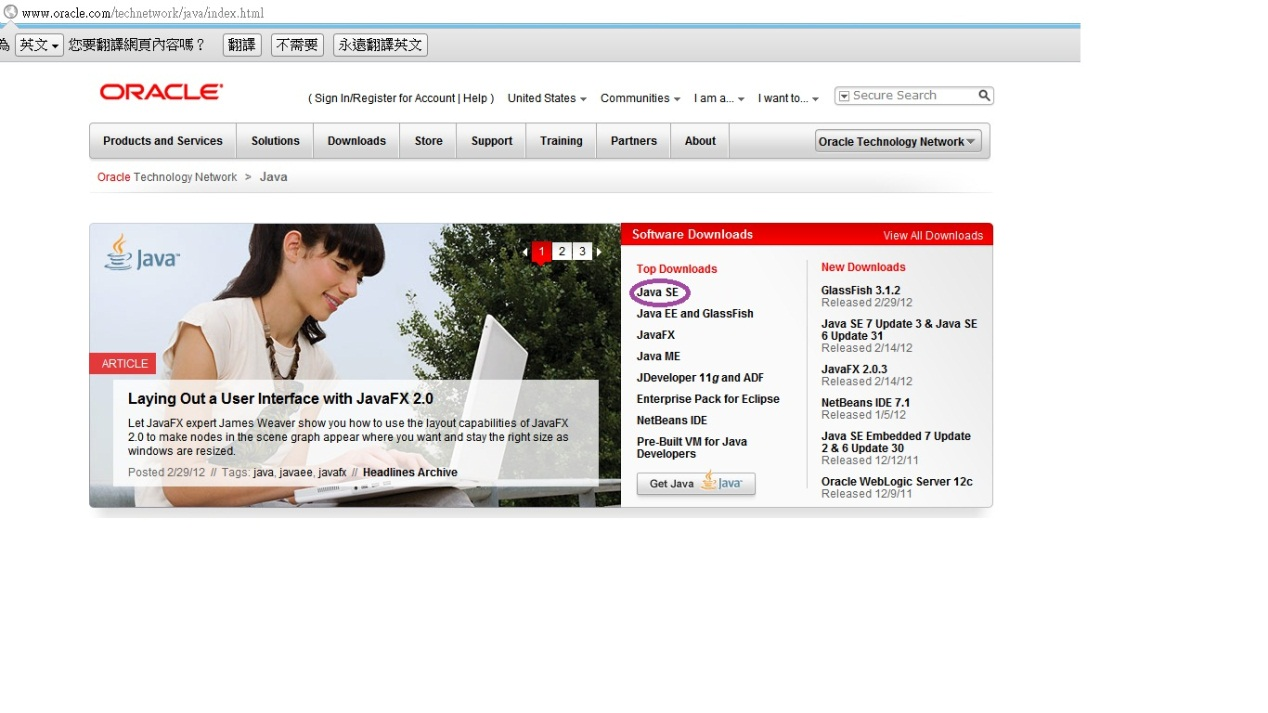 www.oracle.com/technetwork/java/index.html
為 英文 您要翻譯網頁內容嗎？ 翻譯 不需要 永遠翻譯英文
ORACLE
( Sign In/Register for Account | Help ) United States Communities I am a... I want to... Secure Search
Products and Services Solutions Downloads Store Support Training Partners About Oracle Technology Network
Oracle Technology Network > Java
Java™
1 2 3
ARTICLE
Laying Out a User Interface with JavaFX 2.0
Let JavaFX expert James Weaver show you how to use the layout capabilities of JavaFX
2.0 to make nodes in the scene graph appear where you want and stay the right size as
windows are resized.
Posted 2/29/12 // Tags: java, javaee, javafx // Headlines Archive
Software Downloads View All Downloads
Top Downloads
Java SE
Java EE and GlassFish
JavaFX
Java ME
JDeveloper 11g and ADF
Enterprise Pack for Eclipse
NetBeans IDE
Pre-Built VM for Java
Developers
Get Java Java
New Downloads
GlassFish 3.1.2
Released 2/29/12
Java SE 7 Update 3 & Java SE
6 Update 31
Released 2/14/12
JavaFX 2.0.3
Released 2/14/12
NetBeans IDE 7.1
Released 1/5/12
Java SE Embedded 7 Update
2 & 6 Update 30
Released 12/12/11
Oracle WebLogic Server 12c
Released 12/9/11